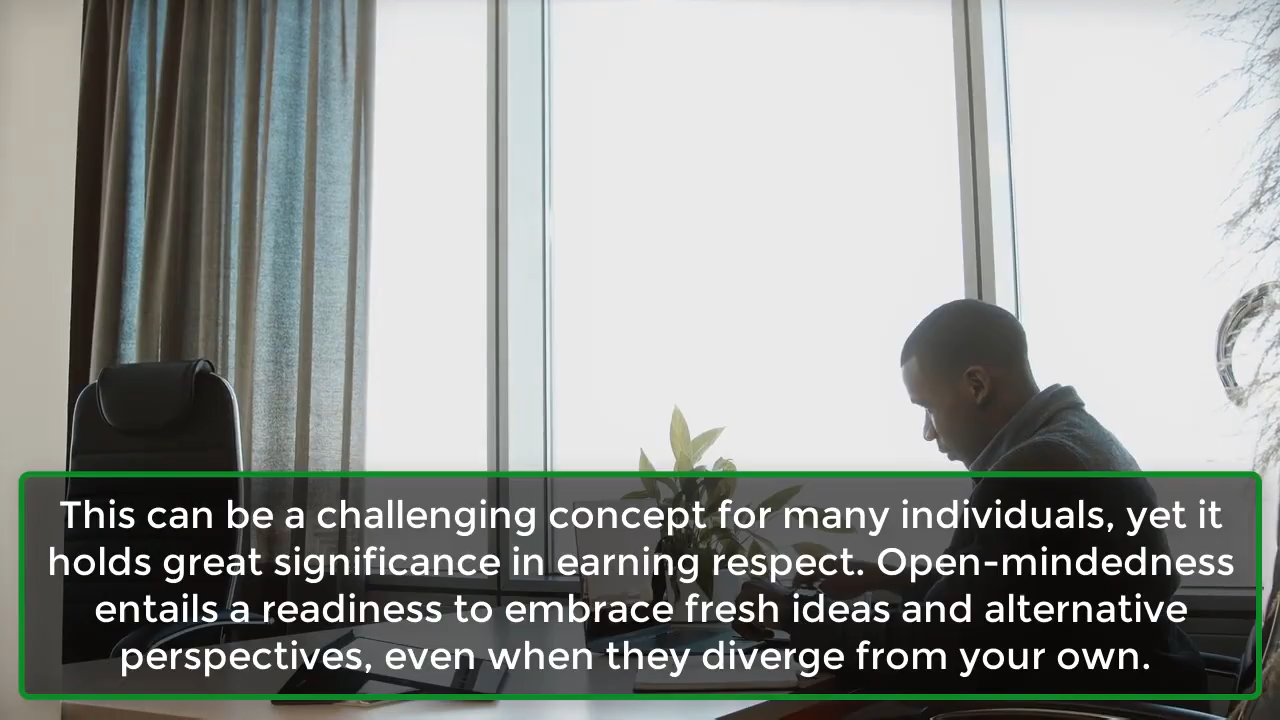 This can be a challenging concept for many individuals, yet it
holds great significance in earning respect. Open-mindedness
entails a readiness to embrace fresh ideas and alternative
perspectives, even when they diverge from your own.